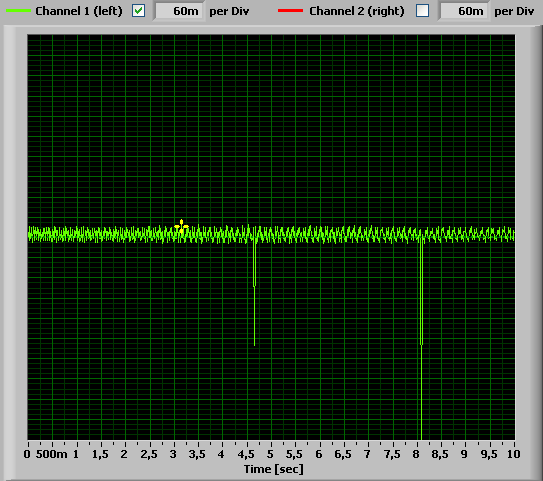 Channel 1 (left) 60m per Div Channel 2 (right) 60m per Div
0 500m 1 1,5 2 2,5 3 3,5 4 4,5 5 5,5 6 6,5 7 7,5 8 8,5 9 9,5 10
Time [sec]